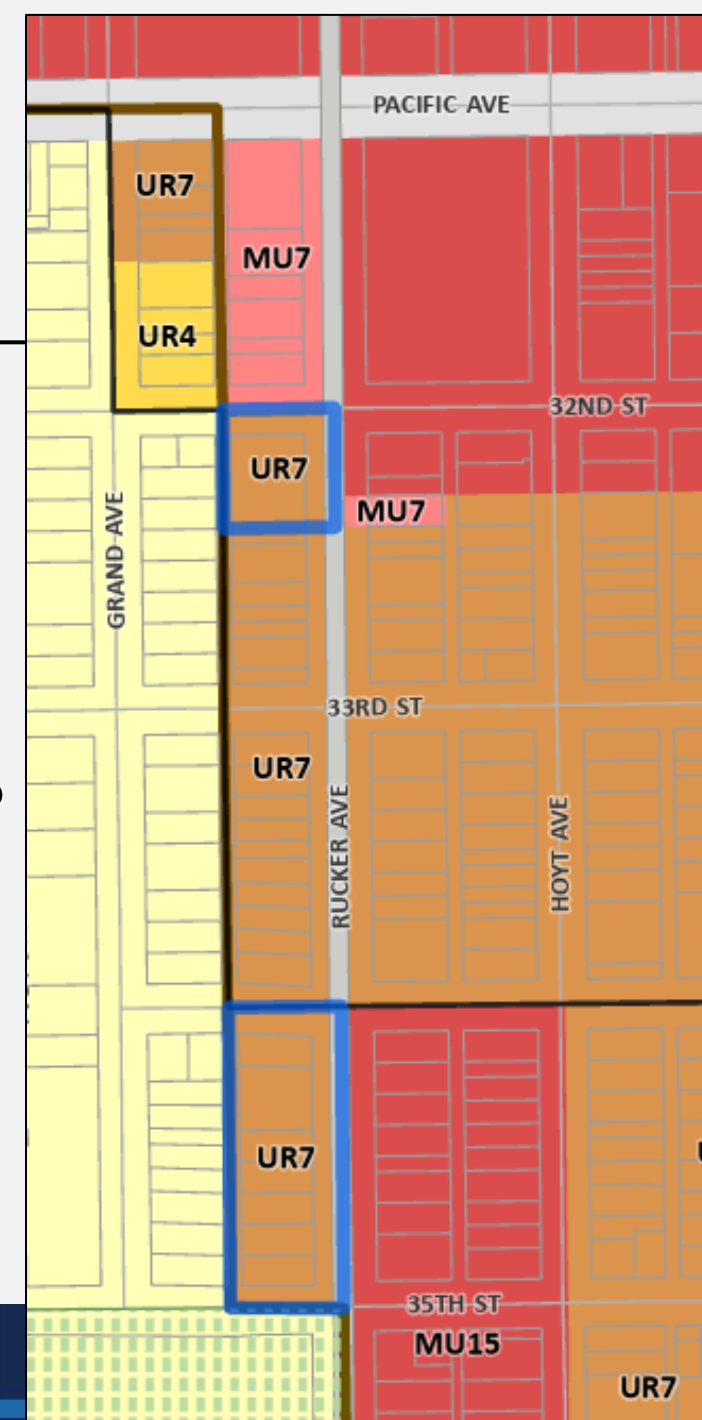 PACIFIC AVE
UR7
MU7
UR4
32ND ST
UR7
MU7
GRAND AVE
33RD ST
UR7
RUCKER AVE
HOYT AVE
UR7
35TH ST
MU15
UR7